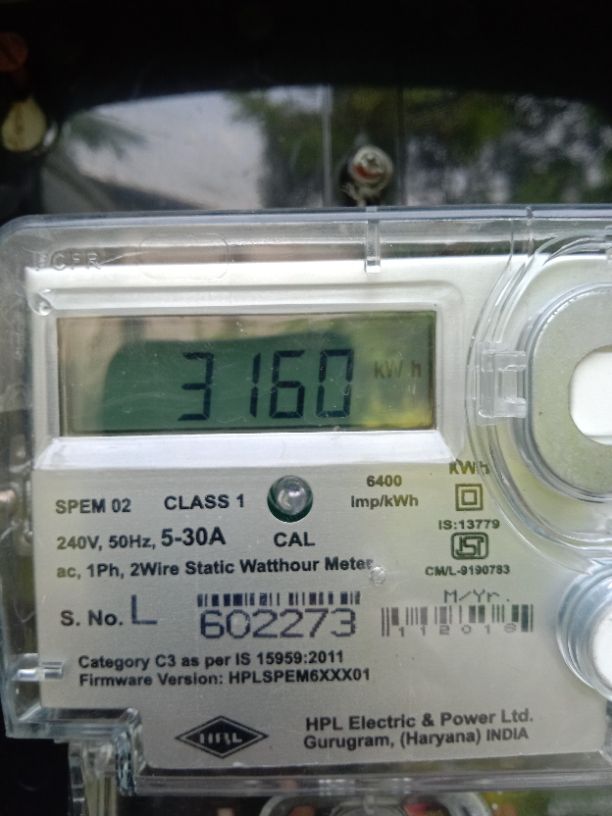 3160 kWh
KWH
SPEM 02 CLASS 1 6400 imp/kWh
IS:13779
240V, 50Hz, 5-30A CAL
CM/L-9190783
ac, 1Ph, 2Wire Static Watthour Meter
M/Yr.
S. No. L 602273
Category C3 as per IS 15959:2011
Firmware Version: HPLSPEM6XXX01
HPL
HPL Electric & Power Ltd.
Gurugram, (Haryana) INDIA